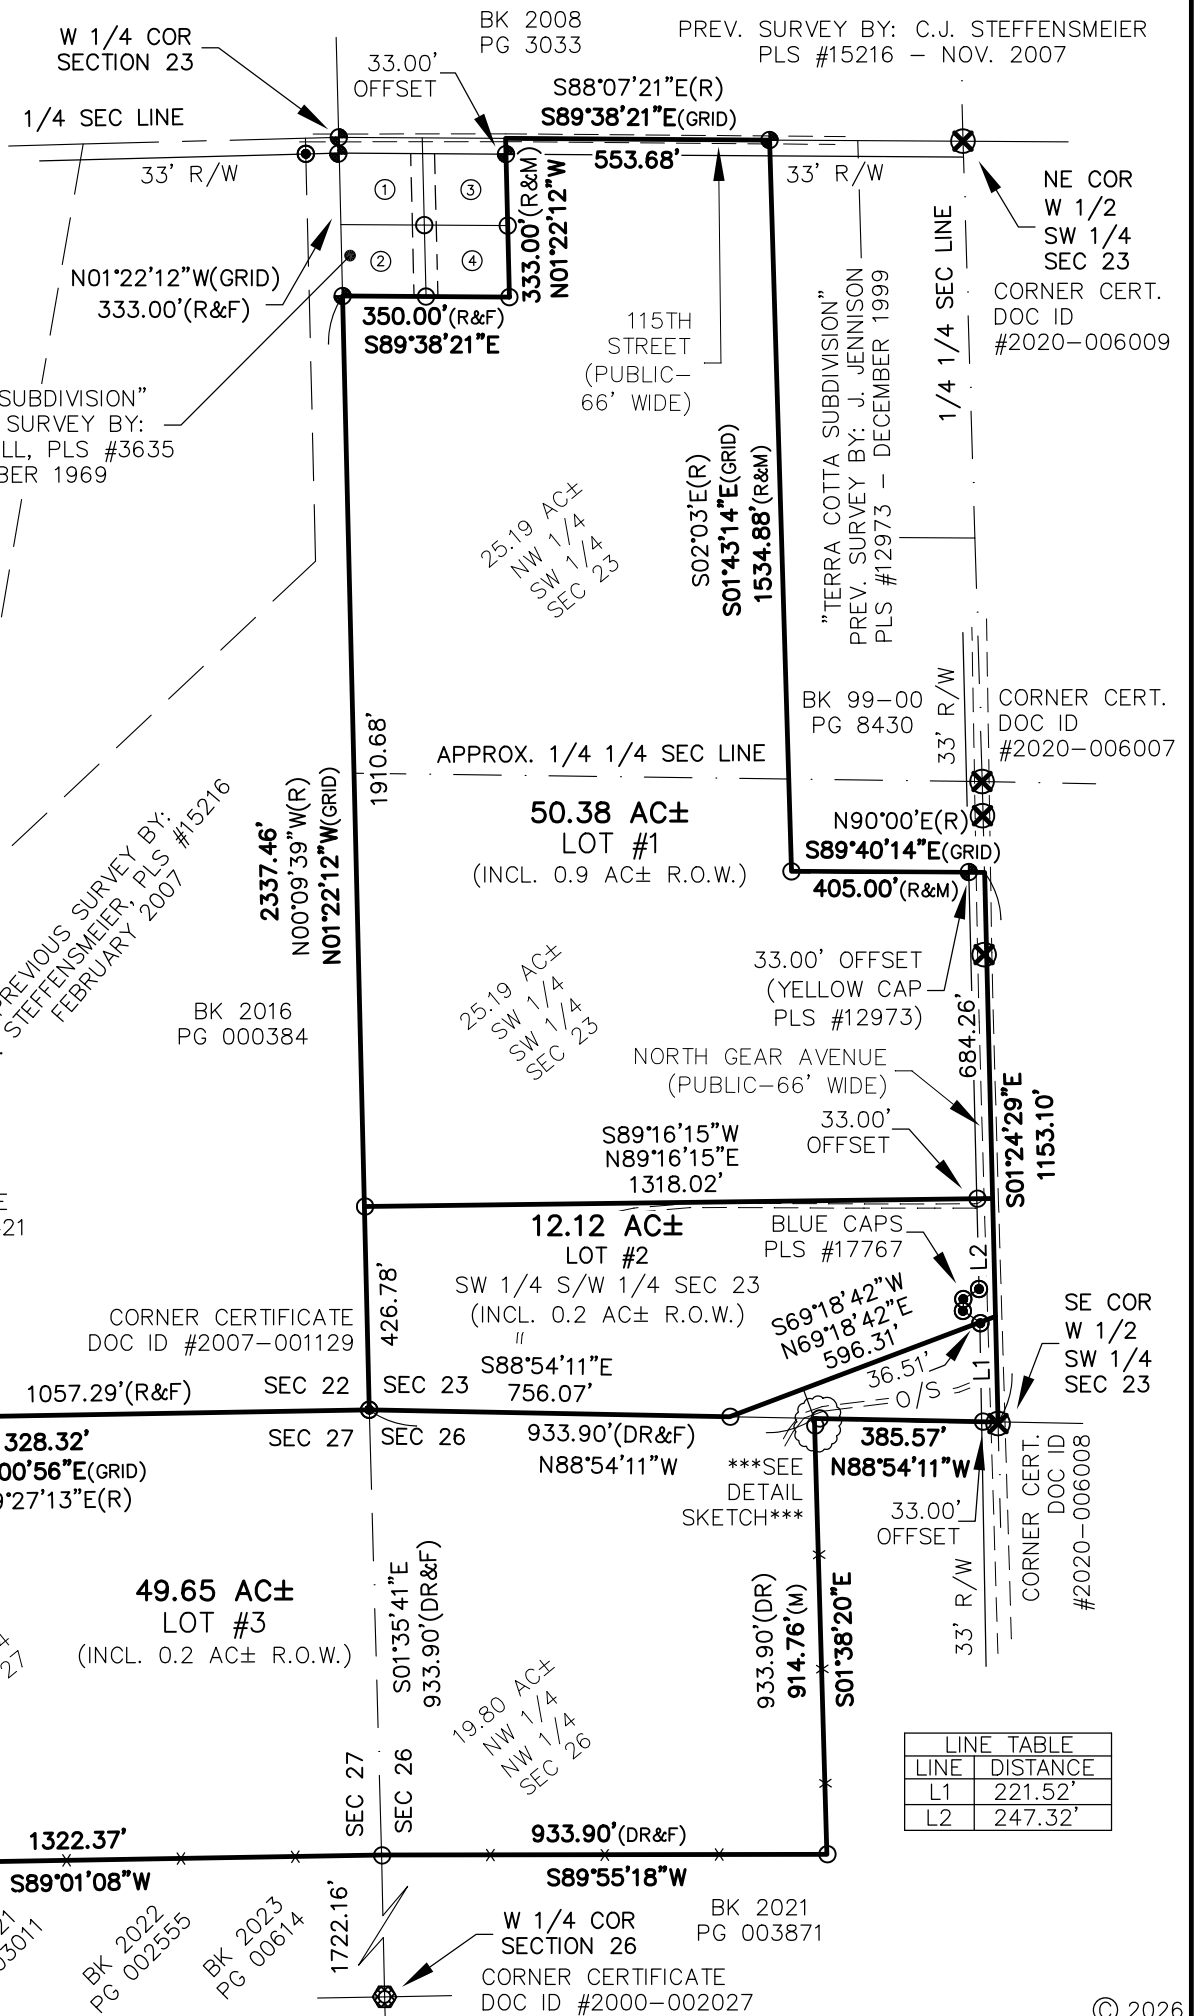 BK 2008
PG 3033
PREV. SURVEY BY: C.J. STEFFENSMEIER
PLS #15216 – NOV. 2007
W 1/4 COR
SECTION 23
33.00'
OFFSET
S88°07'21"E(R)
S89°38'21"E(GRID)
553.68'
1/4 SEC LINE
33' R/W
33' R/W
NE COR
W 1/2
SW 1/4
SEC 23
CORNER CERT.
DOC ID
#2020-006009
1
3
2
4
333.00'(R&M)
N01°22'12"W
N01°22'12"W(GRID)
333.00'(R&F)
350.00'(R&F)
S89°38'21"E
115TH
STREET
(PUBLIC-
66' WIDE)
1/4 1/4 SEC LINE
"TERRA COTTA SUBDIVISION"
PREV. SURVEY BY: J. JENNISON
PLS #12973 – DECEMBER 1999
SUBDIVISION"
SURVEY BY:
LL, PLS #3635
BER 1969
25.19 AC±
NW 1/4
SW 1/4
SEC 23
S02°03'E(R)
S01°43'14"E(GRID)
1534.88'(R&M)
BK 99-00
PG 8430
33' R/W
CORNER CERT.
DOC ID
#2020-006007
1910.68'
APPROX. 1/4 1/4 SEC LINE
50.38 AC±
LOT #1
(INCL. 0.9 AC± R.O.W.)
N90°00'E(R)
S89°40'14"E(GRID)
405.00'(R&M)
2337.46'
N00°09'39"W(R)
N01°22'12"W(GRID)
PREVIOUS SURVEY BY:
STEFFENSMEIER, PLS #15216
FEBRUARY 2007
33.00' OFFSET
(YELLOW CAP
PLS #12973)
25.19 AC±
SW 1/4
SW 1/4
SEC 23
BK 2016
PG 000384
684.26'
NORTH GEAR AVENUE
(PUBLIC-66' WIDE)
33.00'
OFFSET
S01°24'29"E
1153.10'
S89°16'15"W
N89°16'15"E
1318.02'
E
-21
12.12 AC±
LOT #2
SW 1/4 S/W 1/4 SEC 23
(INCL. 0.2 AC± R.O.W.)
"
BLUE CAPS
PLS #17767
L2
426.78'
S69°18'42"W
N69°18'42"E
596.31'
SE COR
W 1/2
SW 1/4
SEC 23
CORNER CERTIFICATE
DOC ID #2007-001129
S88°54'11"E
756.07'
36.51'
= O/S =
L1
1057.29'(R&F)
SEC 22
SEC 23
SEC 27
SEC 26
328.32'
00'56"E(GRID)
9°27'13"E(R)
933.90'(DR&F)
N88°54'11"W
***SEE
DETAIL
SKETCH***
385.57'
N88°54'11"W
33.00'
OFFSET
CORNER CERT.
DOC ID
#2020-006008
33' R/W
49.65 AC±
LOT #3
(INCL. 0.2 AC± R.O.W.)
4
27
S01°35'41"E
933.90'(DR&F)
933.90'(DR)
914.76'(M)
S01°38'20"E
19.80 AC±
NW 1/4
NW 1/4
SEC 26
SEC 27
SEC 26
LINE TABLE
LINE DISTANCE
L1 221.52'
L2 247.32'
1322.37'
S89°01'08"W
933.90'(DR&F)
S89°55'18"W
21
03011
BK 2022
PG 002555
BK 2023
PG 00614
1722.16'
W 1/4 COR
SECTION 26
CORNER CERTIFICATE
DOC ID #2000-002027
BK 2021
PG 003871
© 2026